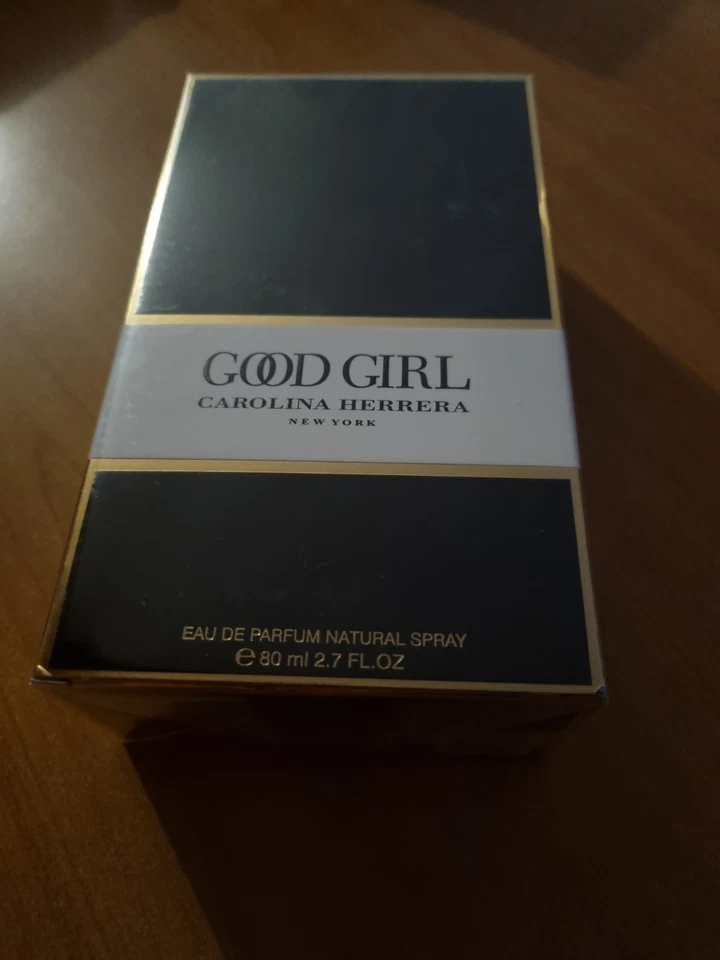 GOOD GIRL
CAROLINA HERRERA
NEW YORK
EAU DE PARFUM NATURAL SPRAY
℮ 80 ml 2.7 FL.OZ